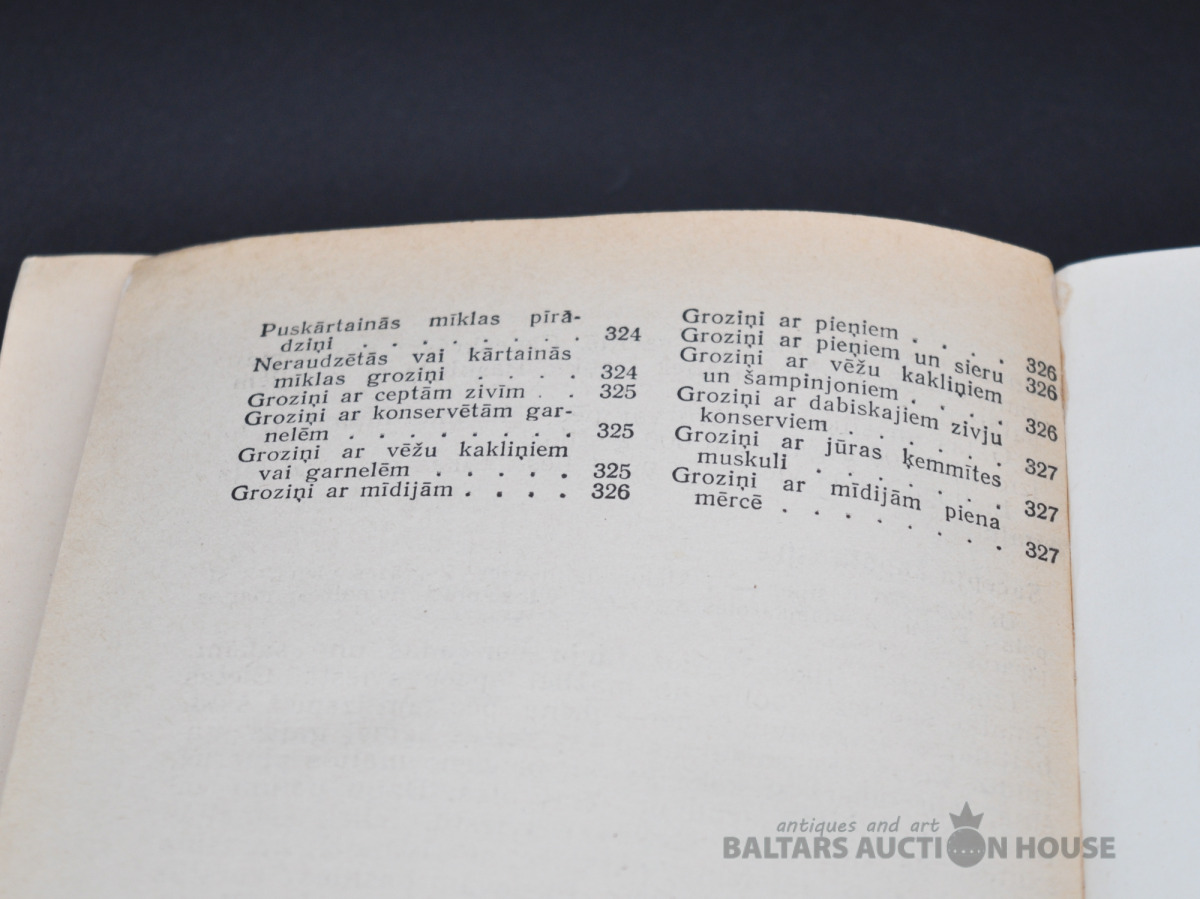 Puskārtainās mīklas pīrā-
dziņi . . . . . . . . 324
Neraudzētās vai kārtainās
mīklas groziņi . . . . 324
Groziņi ar ceptām zivīm . . 325
Groziņi ar konservētām gar-
nelēm . . . . . . . . 325
Groziņi ar vēžu kakliņiem
vai garnelēm . . . . . 325
Groziņi ar mīdijām . . . . 326
Groziņi ar pieņiem . . . . 326
Groziņi ar pieņiem un sieru 326
Groziņi ar vēžu kakliņiem
un šampinjoniem . . . . 326
Groziņi ar dabiskajiem zivju
konserviem . . . . . . 327
Groziņi ar jūras ķemmītes
muskuli . . . . . . . 327
Groziņi ar mīdijām piena
mērcē . . . . . . . . 327
antiques and art
BALTARS AUCTION HOUSE